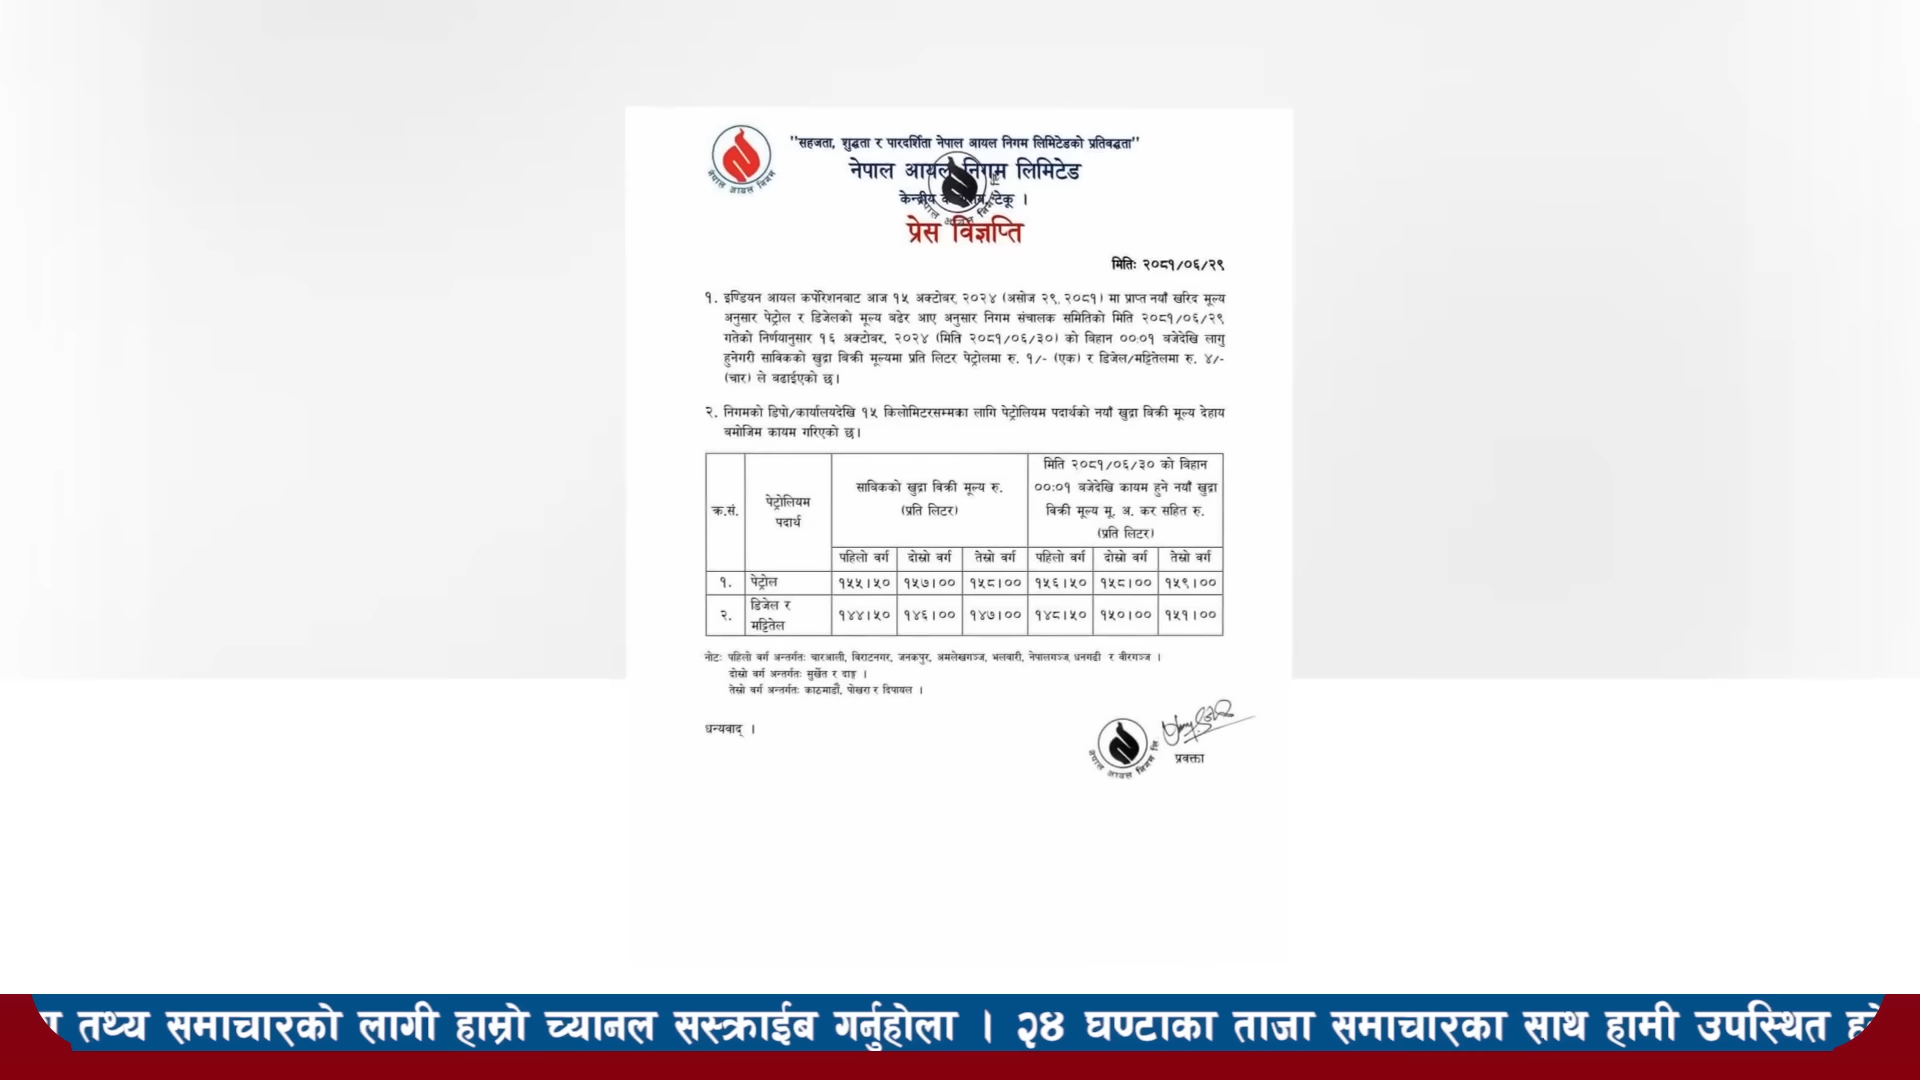 "सहजता, शुद्धता र पारदर्शिता नेपाल आयल निगम लिमिटेडको प्रतिबद्धता"
नेपाल आयल निगम लिमिटेड
केन्द्रीय टेकू ।
प्रेस विज्ञप्ति
नेपाल आयल निगम
मितिः २०८१/०६/२९
१. इण्डियन आयल कर्पोरेशनबाट आज १५ अक्टोबर, २०२४ (असोज २९, २०८१) मा प्राप्त नयाँ खरिद मूल्य
अनुसार पेट्रोल र डिजेलको मूल्य बढेर आए अनुसार निगम संचालक समितिको मिति २०८१/०६/२९
गतेको निर्णयानुसार १६ अक्टोबर, २०२४ (मिति २०८१/०६/३०) को बिहान ००:०१ बजेदेखि लागु
हुनेगरी साविकको खुद्रा बिक्री मूल्यमा प्रति लिटर पेट्रोलमा रु. १/- (एक) र डिजेल/मट्टितेलमा रु. ४/-
(चार) ले बढाईएको छ।
२. निगमको डिपो/कार्यालयदेखि १५ किलोमिटरसम्मका लागि पेट्रोलियम पदार्थको नयाँ खुद्रा बिक्री मूल्य देहाय
बमोजिम कायम गरिएको छ।
क्र.सं. पेट्रोलियम पदार्थ साविकको खुद्रा बिक्री मूल्य रु. (प्रति लिटर) मिति २०८१/०६/३० को बिहान ००:०१ बजेदेखि कायम हुने नयाँ खुद्रा बिक्री मूल्य मू. अ. कर सहित रु. (प्रति लिटर)
पहिलो वर्ग दोस्रो वर्ग तेस्रो वर्ग पहिलो वर्ग दोस्रो वर्ग तेस्रो वर्ग
१. पेट्रोल १५५।५० १५७।०० १५८।०० १५६।५० १५८।०० १५९।००
२. डिजेल र मट्टितेल १४४।५० १४६।०० १४७।०० १४८।५० १५०।०० १५१।००
नोटः पहिलो वर्ग अन्तर्गतः चारआली, बिराटनगर, जनकपुर, अमलेखगञ्ज, भलवारी, नेपालगञ्ज, धनगढी र बीरगञ्ज ।
दोस्रो वर्ग अन्तर्गतः सुर्खेत र दाङ्ग ।
तेस्रो वर्ग अन्तर्गतः काठमाडौँ, पोखरा र दिपायल ।
धन्यवाद् ।
नेपाल आयल निगम लि
प्रवक्ता
तथ्य समाचारको लागी हाम्रो च्यानल सस्क्राईब गर्नुहोला । २४ घण्टाका ताजा समाचारका साथ हामी उपस्थित